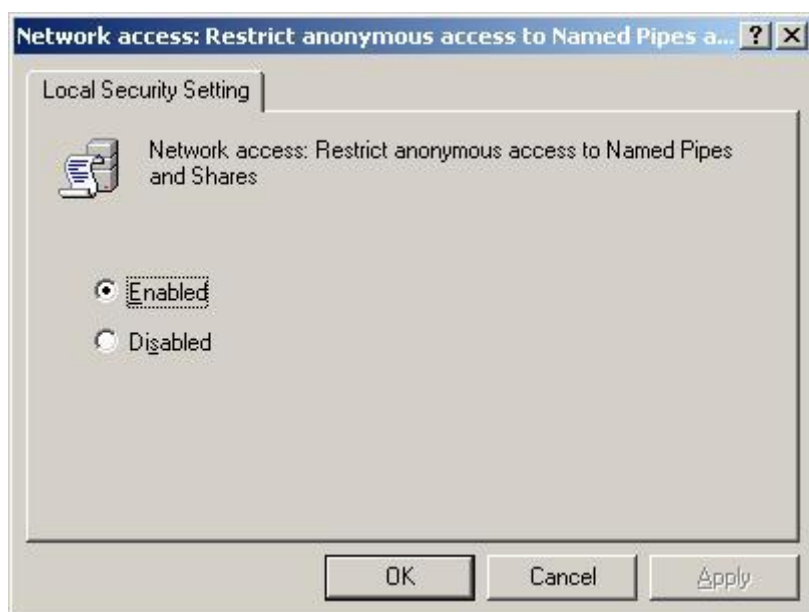 Network access: Restrict anonymous access to Named Pipes a...
Local Security Setting
Network access: Restrict anonymous access to Named Pipes
and Shares
Enabled
Disabled
OK
Cancel
Apply